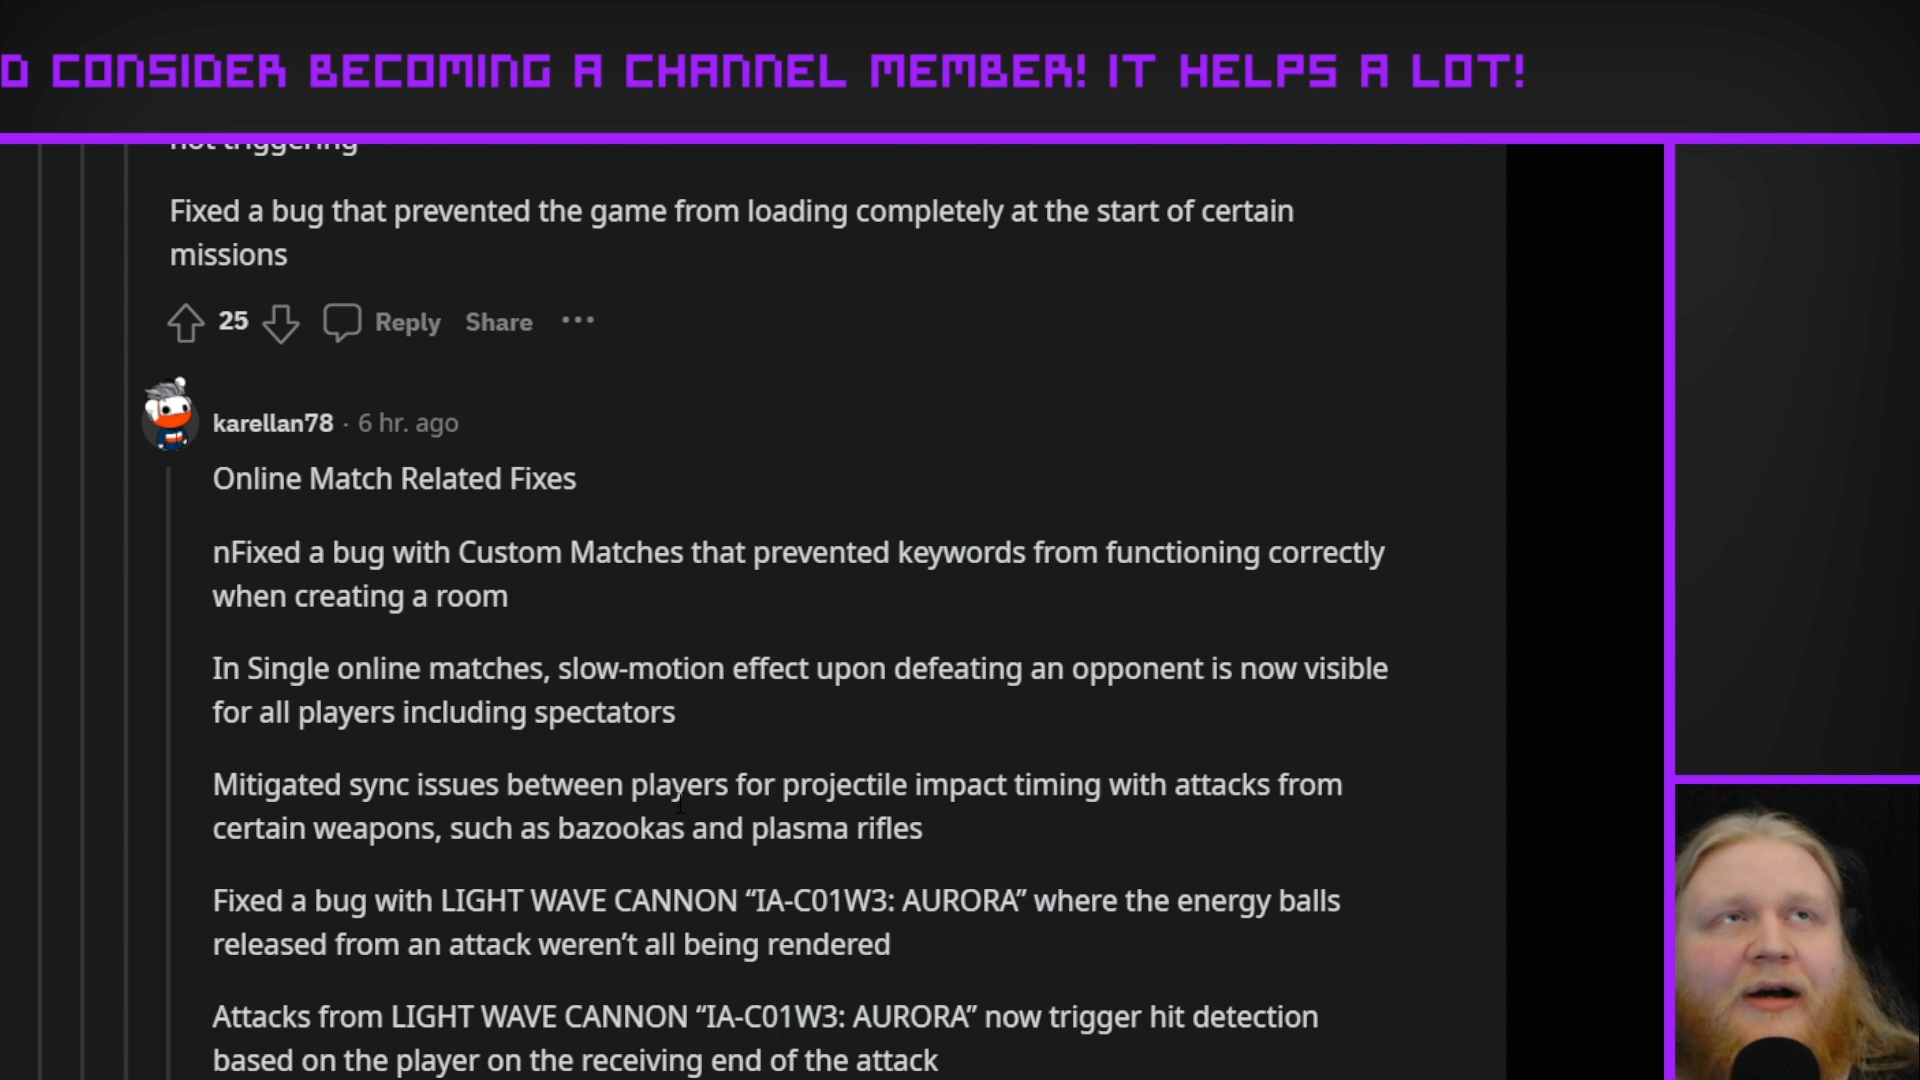 D CONSIDER BECOMING A CHANNEL MEMBER! IT HELPS A LOT!
not triggering
Fixed a bug that prevented the game from loading completely at the start of certain
missions
25 Reply Share ...
karellan78 · 6 hr. ago
Online Match Related Fixes
nFixed a bug with Custom Matches that prevented keywords from functioning correctly
when creating a room
In Single online matches, slow-motion effect upon defeating an opponent is now visible
for all players including spectators
Mitigated sync issues between players for projectile impact timing with attacks from
certain weapons, such as bazookas and plasma rifles
Fixed a bug with LIGHT WAVE CANNON “IA-C01W3: AURORA” where the energy balls
released from an attack weren’t all being rendered
Attacks from LIGHT WAVE CANNON “IA-C01W3: AURORA” now trigger hit detection
based on the player on the receiving end of the attack